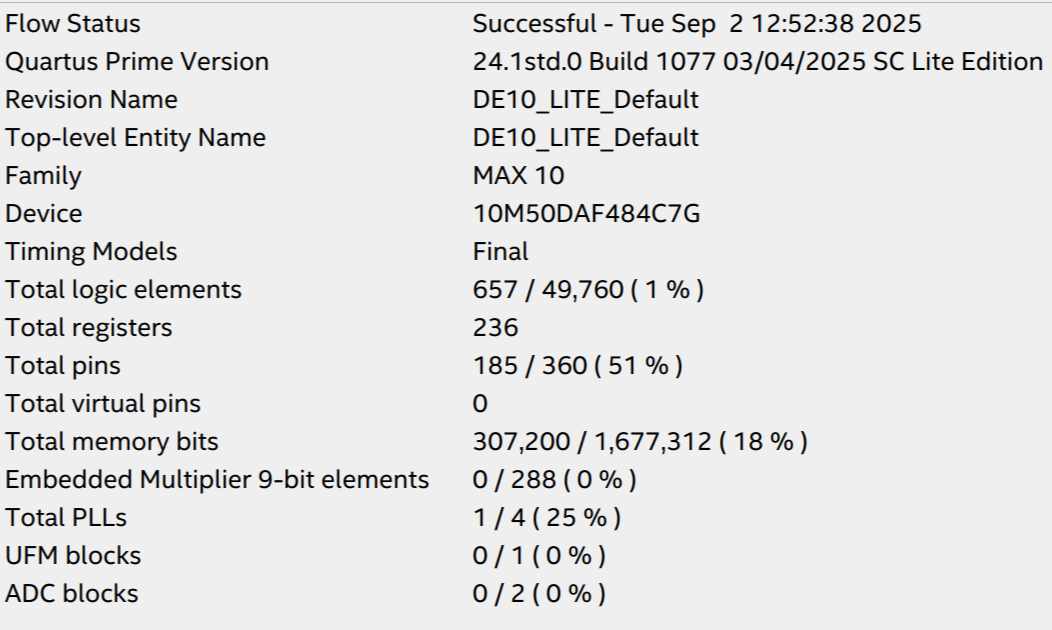 Flow Status Successful - Tue Sep  2 12:52:38 2025
Quartus Prime Version 24.1std.0 Build 1077 03/04/2025 SC Lite Edition
Revision Name DE10_LITE_Default
Top-level Entity Name DE10_LITE_Default
Family MAX 10
Device 10M50DAF484C7G
Timing Models Final
Total logic elements 657 / 49,760 ( 1 % )
Total registers 236
Total pins 185 / 360 ( 51 % )
Total virtual pins 0
Total memory bits 307,200 / 1,677,312 ( 18 % )
Embedded Multiplier 9-bit elements 0 / 288 ( 0 % )
Total PLLs 1 / 4 ( 25 % )
UFM blocks 0 / 1 ( 0 % )
ADC blocks 0 / 2 ( 0 % )